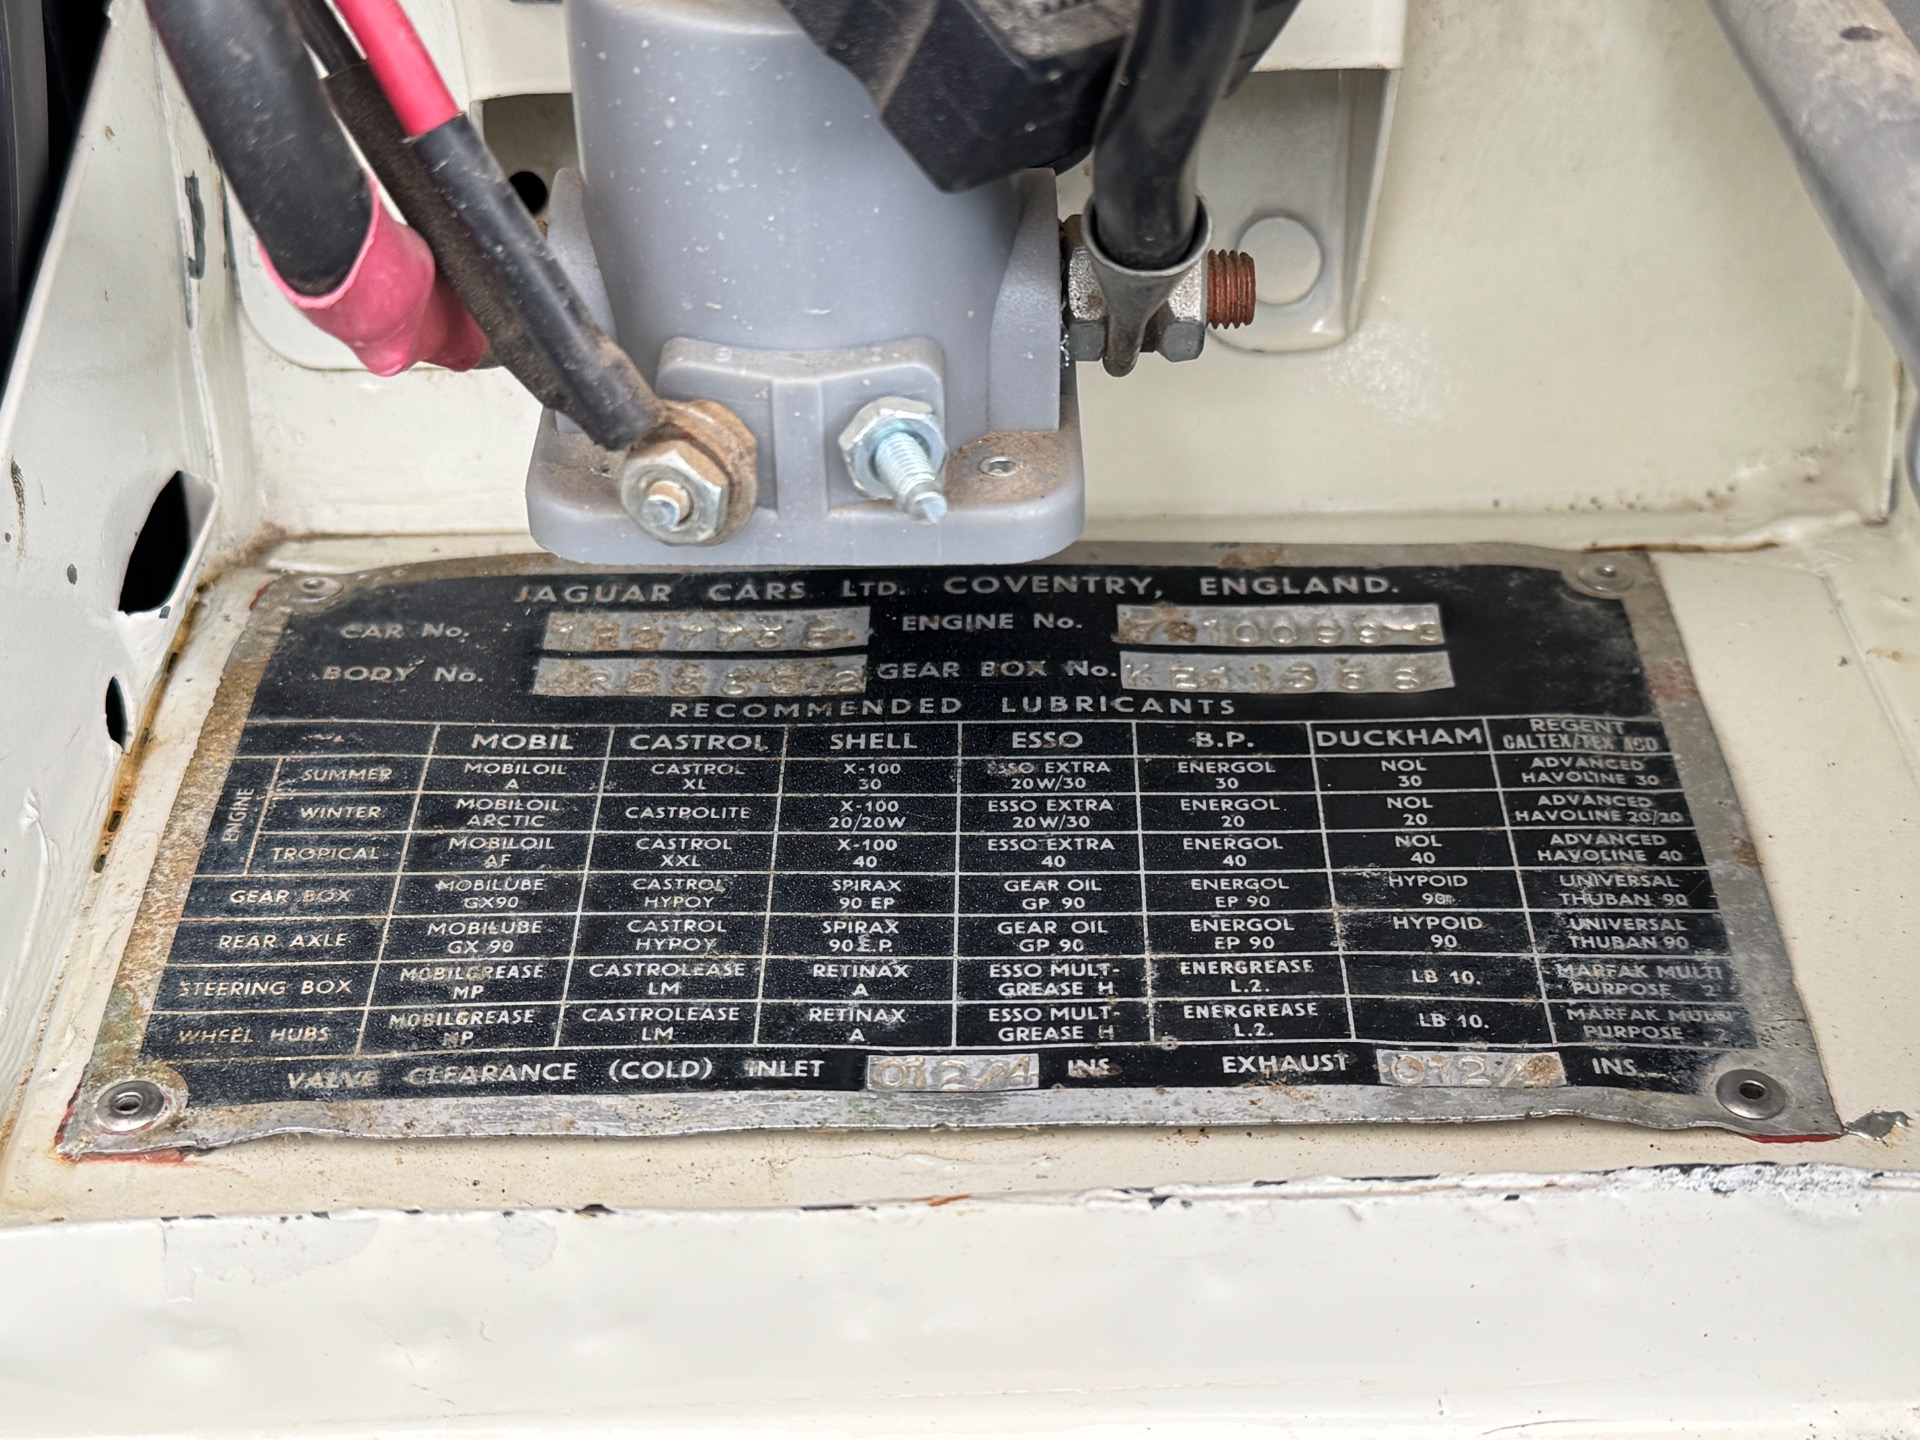 JAGUAR CARS LTD. COVENTRY, ENGLAND.
CAR No. ENGINE No.
BODY No. GEAR BOX No.
RECOMMENDED LUBRICANTS
MOBIL CASTROL SHELL ESSO B.P. DUCKHAM REGENT CALTEX/TEX
ENGINE
SUMMER MOBILOIL A CASTROL XL X-100 30 ESSO EXTRA 20W/30 ENERGOL 30 NOL 30 ADVANCED HAVOLINE 30
WINTER MOBILOIL ARCTIC CASTROLITE X-100 20/20W ESSO EXTRA 20W/30 ENERGOL 20 NOL 20 ADVANCED HAVOLINE 20/20
TROPICAL MOBILOIL AF CASTROL XXL X-100 40 ESSO EXTRA 40 ENERGOL 40 NOL 40 ADVANCED HAVOLINE 40
GEAR BOX MOBILUBE GX90 CASTROL HYPOY SPIRAX 90 EP GEAR OIL GP 90 ENERGOL EP 90 HYPOID 90 UNIVERSAL THUBAN 90
REAR AXLE MOBILUBE GX 90 CASTROL HYPOY SPIRAX 90 E.P. GEAR OIL GP 90 ENERGOL EP 90 HYPOID 90 UNIVERSAL THUBAN 90
STEERING BOX MOBILGREASE MP CASTROLEASE LM RETINAX A ESSO MULT-GREASE H ENERGREASE L.2. LB 10. MARFAK MULTI PURPOSE 2
WHEEL HUBS MOBILGREASE MP CASTROLEASE LM RETINAX A ESSO MULT-GREASE H ENERGREASE L.2. LB 10. MARFAK MULTI PURPOSE 2
VALVE CLEARANCE (COLD) INLET INS EXHAUST INS.